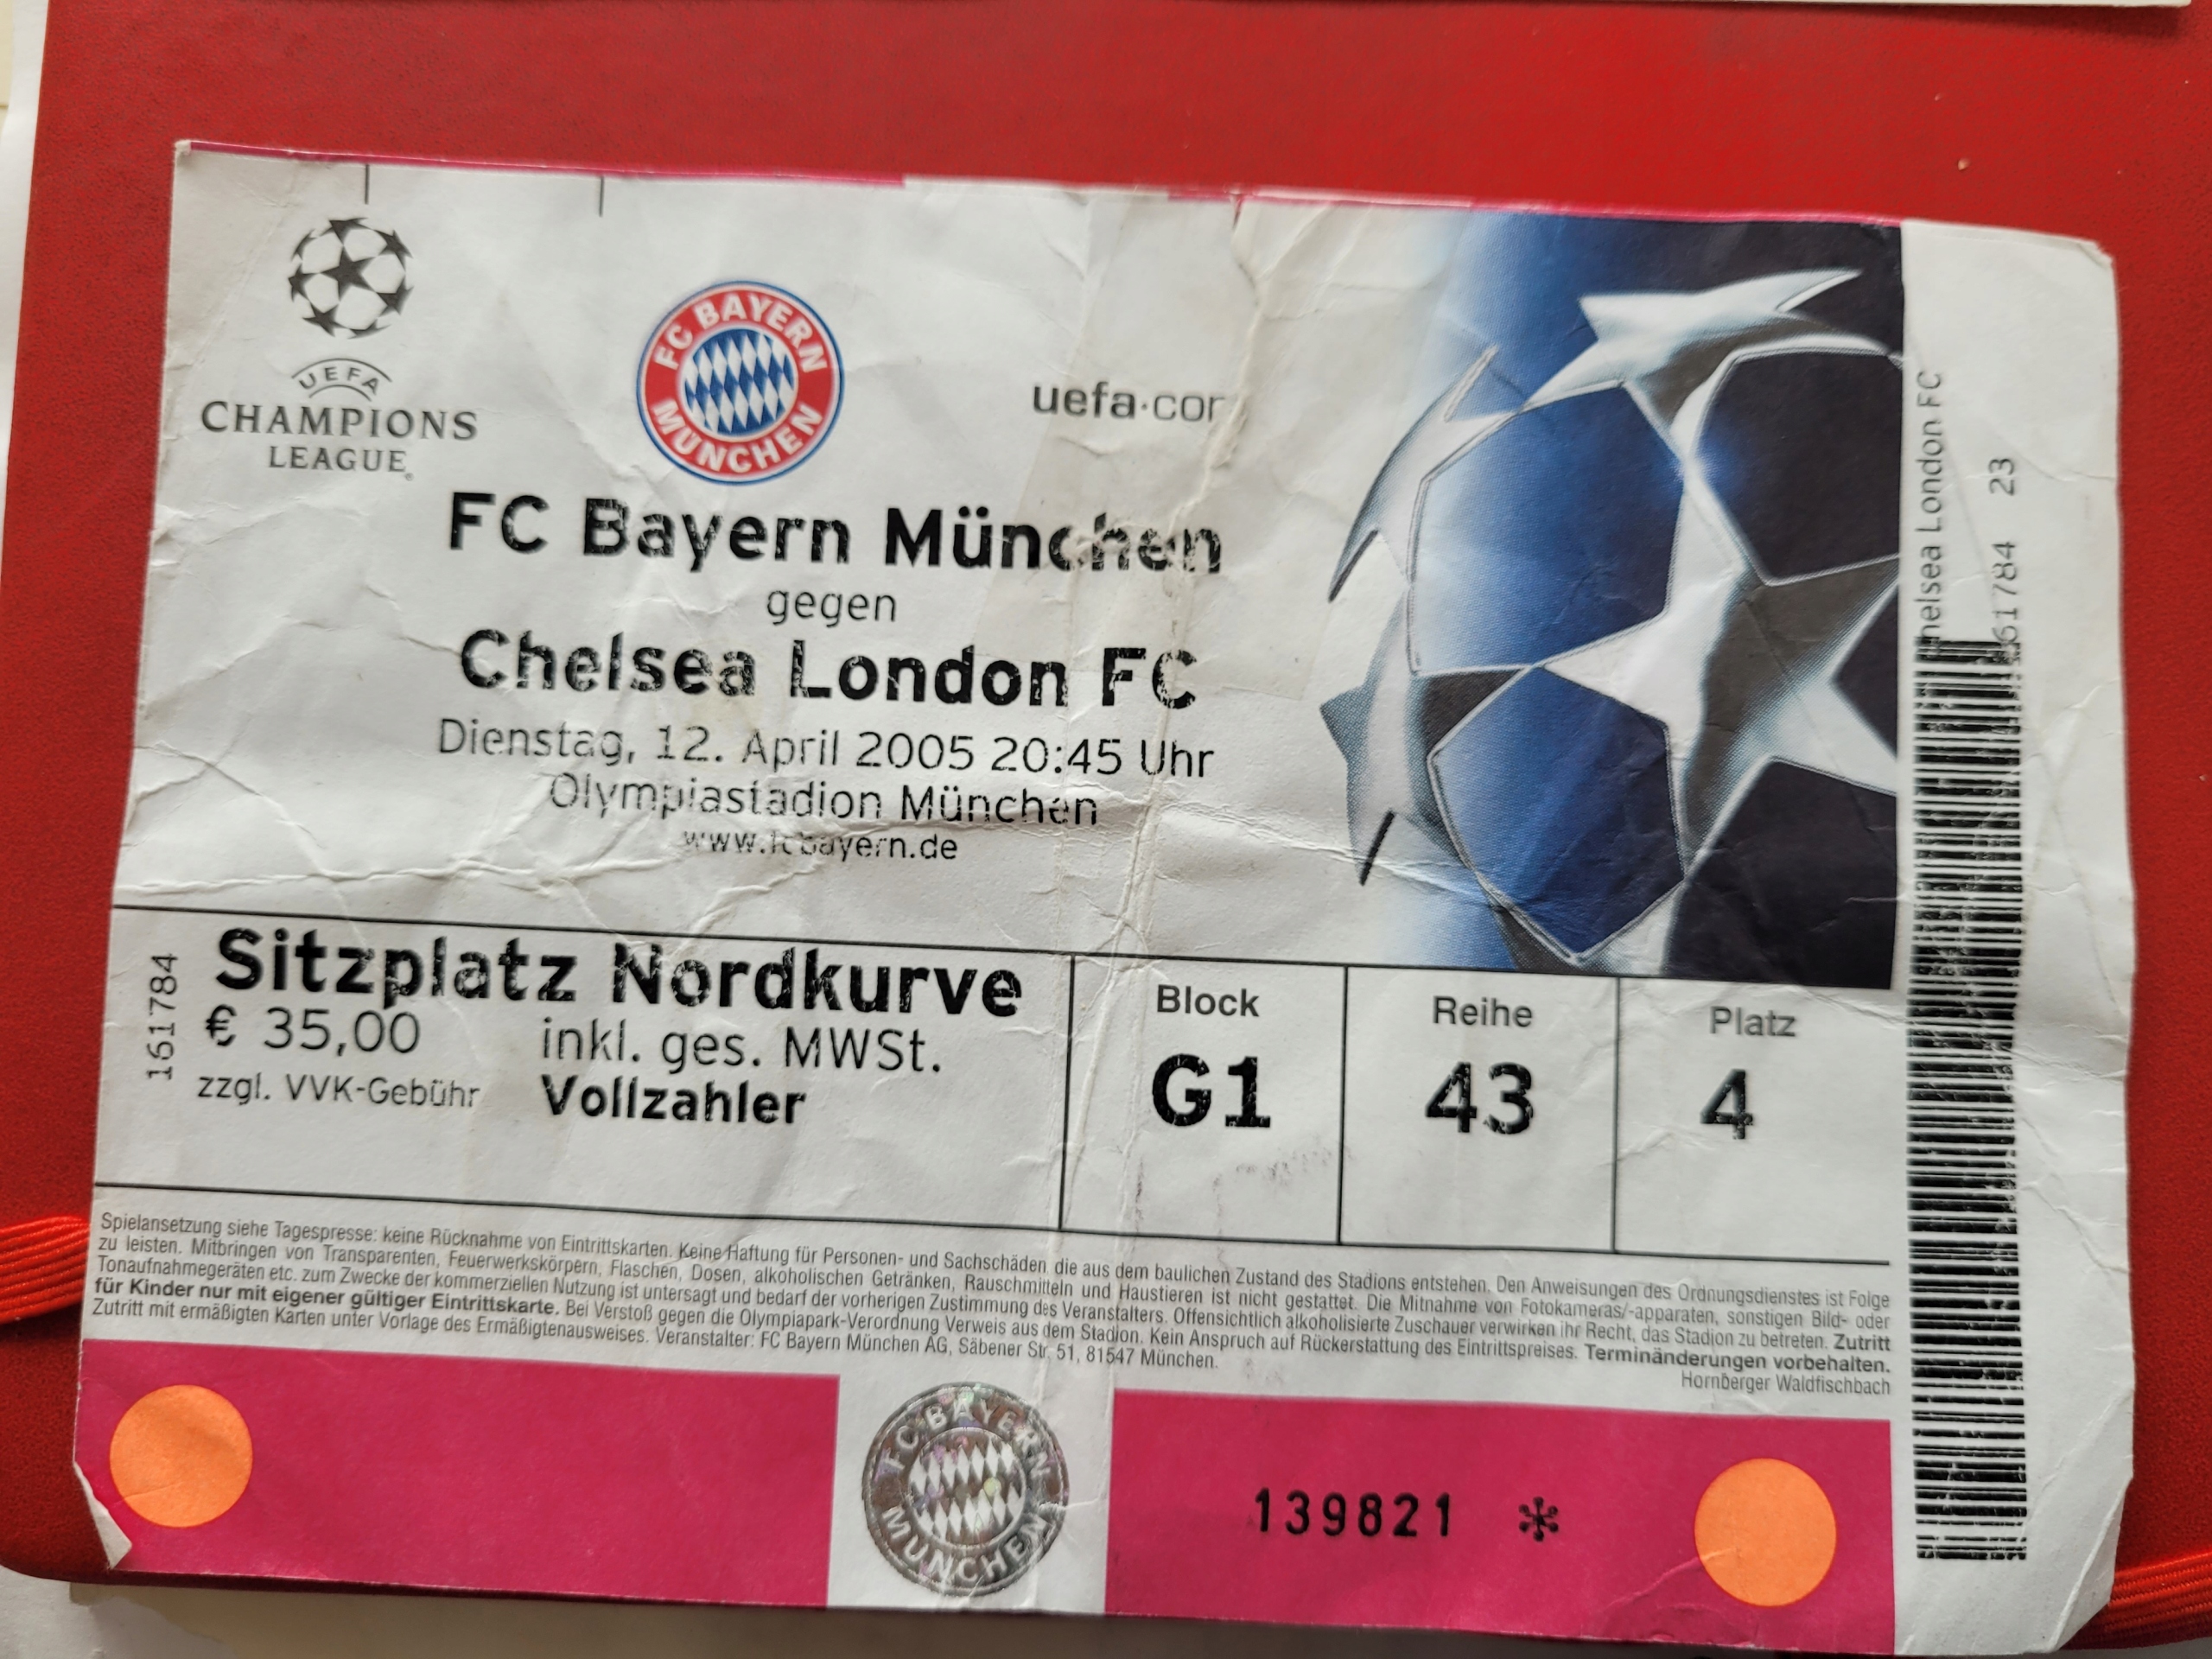 UEFA
CHAMPIONS
LEAGUE
FC BAYERN
MÜNCHEN
uefa·cor
FC Bayern München
gegen
Chelsea London FC
Dienstag, 12. April 2005 20:45 Uhr
Olympiastadion München
www.fcbayern.de
161784
Sitzplatz Nordkurve
€ 35,00 inkl. ges. MWSt.
zzgl. VVK-Gebühr Vollzahler
Block
G1
Reihe
43
Platz
4
Spielansetzung siehe Tagespresse: keine Rücknahme von Eintrittskarten. Keine Haftung für Personen- und Sachschäden die aus dem baulichen Zustand des Stadions entstehen. Den Anweisungen des Ordnungsdienstes ist Folge
zu leisten. Mitbringen von Transparenten, Feuerwerkskörpern, Flaschen, Dosen, alkoholischen Getränken, Rauschmitteln und Haustieren ist nicht gestattet. Die Mitnahme von Fotokameras/-apparaten, sonstigen Bild- oder
Tonaufnahmegeräten etc. zum Zwecke der kommerziellen Nutzung ist untersagt und bedarf der vorherigen Zustimmung des Veranstalters. Offensichtlich alkoholisierte Zuschauer verwirken ihr Recht, das Stadion zu betreten. Zutritt
für Kinder nur mit eigener gültiger Eintrittskarte. Bei Verstoß gegen die Olympiapark-Verordnung Verweis aus dem Stadion. Kein Anspruch auf Rückerstattung des Eintrittspreises. Terminänderungen vorbehalten.
Zutritt mit ermäßigten Karten unter Vorlage des Ermäßigtenausweises. Veranstalter: FC Bayern München AG, Säbener Str. 51, 81547 München.
Hornberger Waldfischbach
FC BAYERN
MÜNCHEN
139821 *
helsea London FC
61784 23